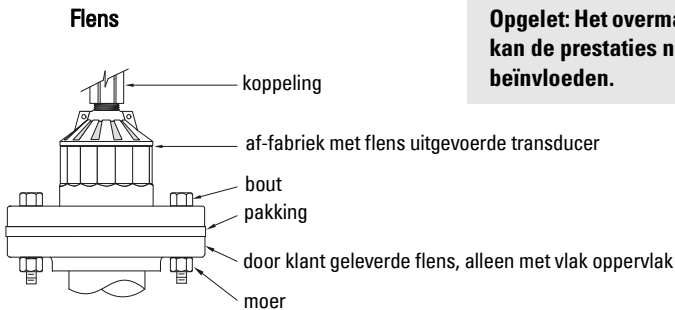 Flens
Opgelet: Het overma
kan de prestaties n
beïnvloeden.
koppeling
af-fabriek met flens uitgevoerde transducer
bout
pakking
door klant geleverde flens, alleen met vlak oppervlak
moer